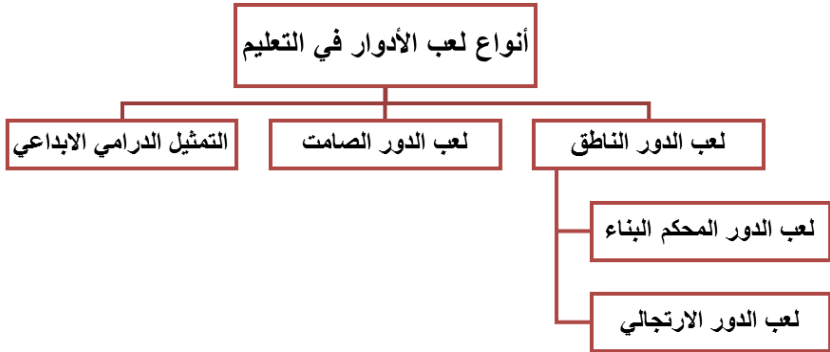 أنواع لعب الأدوار في التعليم
لعب الدور الناطق
لعب الدور الصامت
التمثيل الدرامي الابداعي
لعب الدور المحكم البناء
لعب الدور الارتجالي